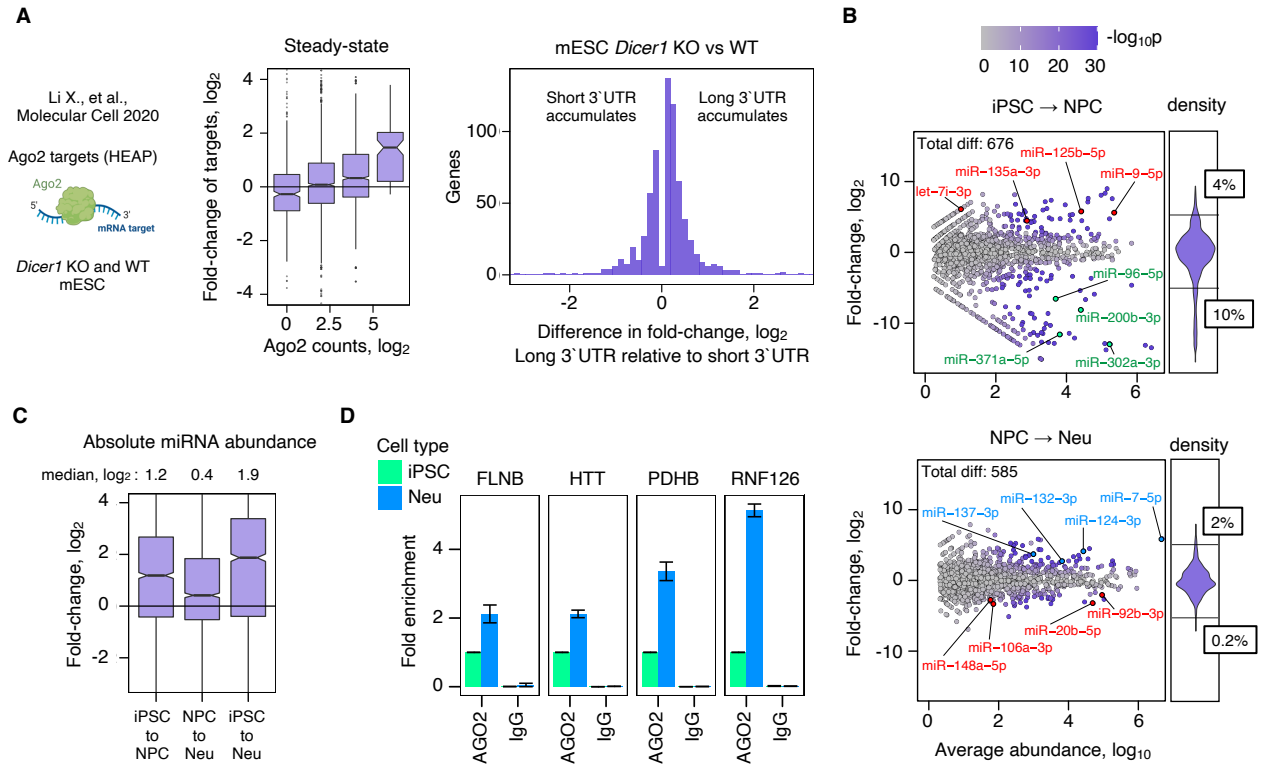 A
Li X., et al.,
Molecular Cell 2020
Ago2 targets (HEAP)
Ago2
5'
3'
mRNA target
Dicer1 KO and WT
mESC
Steady-state
Fold-change of targets, log2
4
2
0
-2
-4
0
2.5
5
Ago2 counts, log2
mESC Dicer1 KO vs WT
Short 3`UTR
accumulates
Long 3`UTR
accumulates
Genes
100
50
0
-2
0
2
Difference in fold-change, log2
Long 3`UTR relative to short 3`UTR
B
-log10p
0
10
20
30
iPSC → NPC
density
Total diff: 676
miR−125b−5p
miR−135a−3p
miR−9−5p
let−7i−3p
miR−96−5p
miR−200b−3p
miR−371a−5p
miR−302a−3p
4%
10%
Fold-change, log2
10
0
-10
0
2
4
6
NPC → Neu
density
Total diff: 585
miR−132−3p
miR−7−5p
miR−137−3p
miR−124−3p
miR−92b−3p
miR−20b−5p
miR−106a−3p
miR−148a−5p
2%
0.2%
Fold-change, log2
10
0
-10
0
2
4
6
Average abundance, log10
C
Absolute miRNA abundance
median, log2 : 1.2 0.4 1.9
Fold-change, log2
2
0
-2
iPSC
to
NPC
NPC
to
Neu
iPSC
to
Neu
D
Cell type
iPSC
Neu
FLNB
HTT
PDHB
RNF126
Fold enrichment
4
2
0
AGO2
IgG
AGO2
IgG
AGO2
IgG
AGO2
IgG